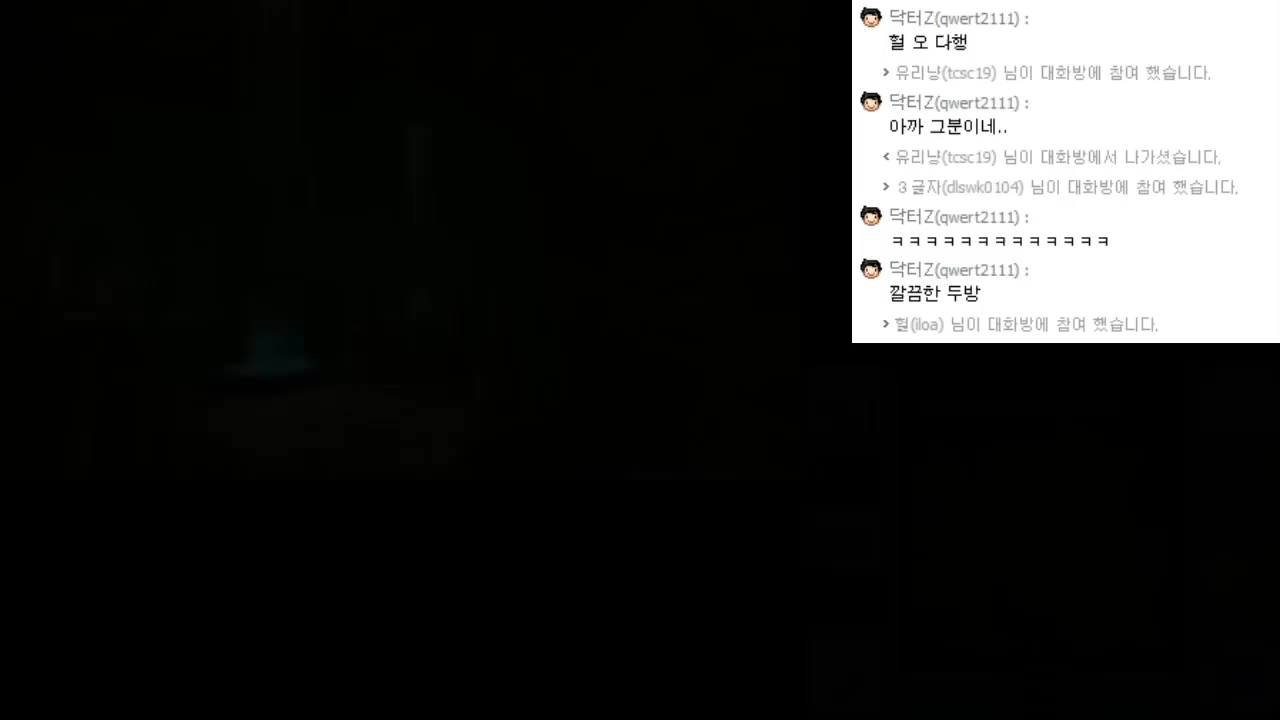 닥터Z(qwert2111) :
헐 오 다행
> 유리냥(tcsc19) 님이 대화방에 참여 했습니다.
닥터Z(qwert2111) :
아까 그분이네..
< 유리냥(tcsc19) 님이 대화방에서 나가셨습니다.
> 3글자(dlswk0104) 님이 대화방에 참여 했습니다.
닥터Z(qwert2111) :
ㅋㅋㅋㅋㅋㅋㅋㅋㅋㅋㅋㅋㅋ
닥터Z(qwert2111) :
깔끔한 두방
> 헐(iloa) 님이 대화방에 참여 했습니다.